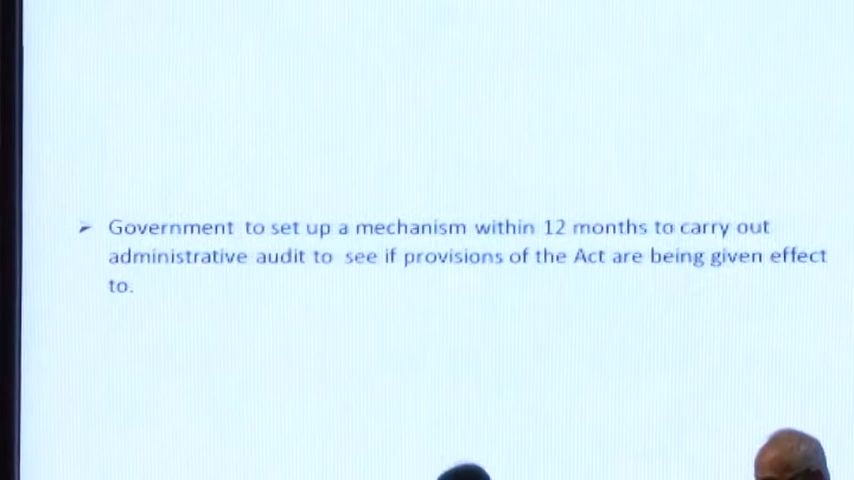 ➢ Government to set up a mechanism within 12 months to carry out
administrative audit to see if provisions of the Act are being given effect
to.